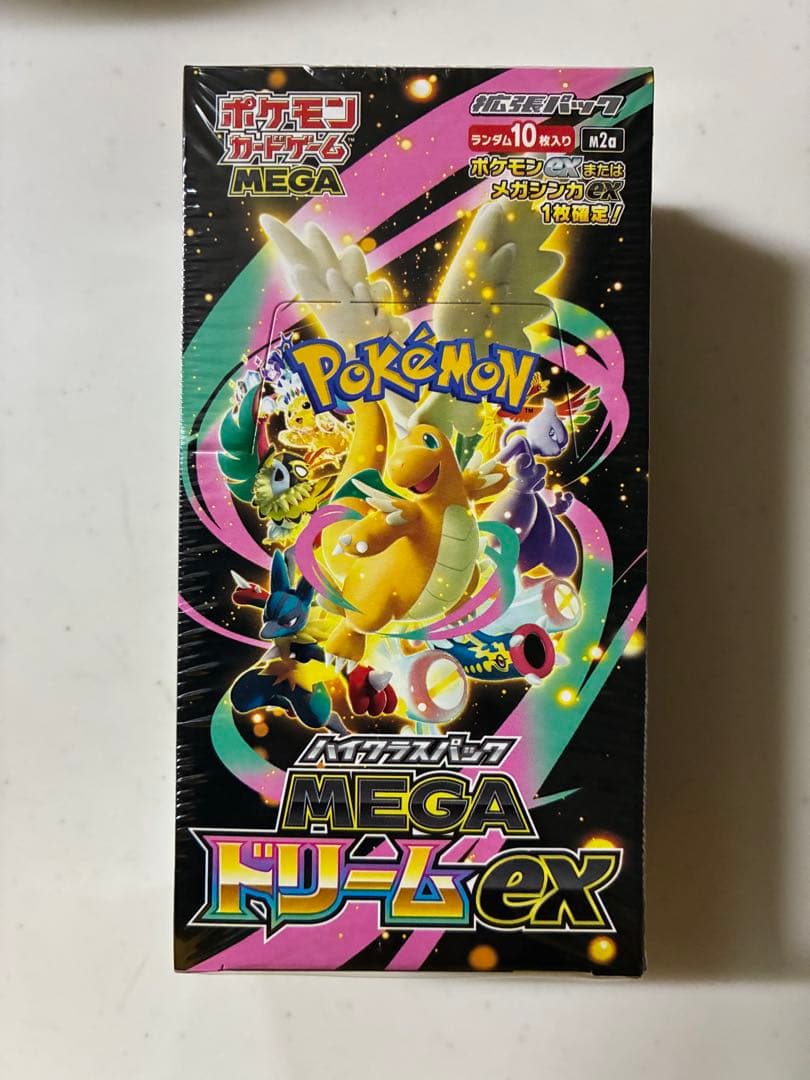 ポケモン
カードゲーム
MEGA
拡張パック
ランダム10枚入り M2a
ポケモンexまたは
メガシンカex
1枚確定!
POKéMON
TM
ハイクラスパック
MEGA
ドリームex